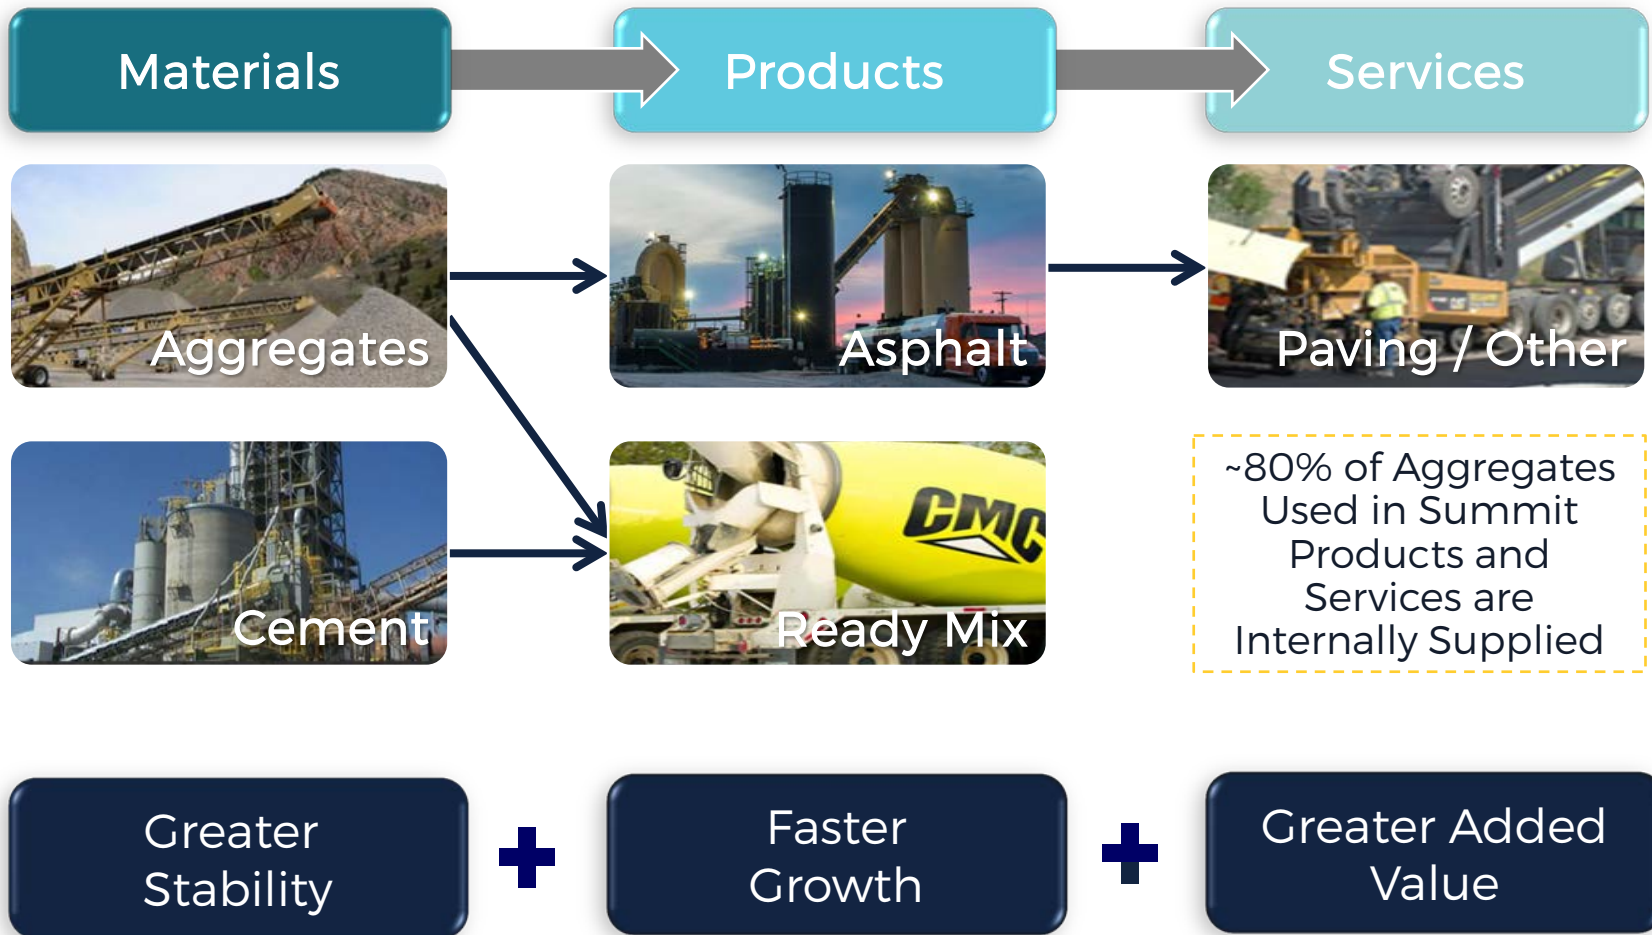 Materials
Products
Services
Aggregates
Asphalt
Paving / Other
Cement
CMC
Ready Mix
~80% of Aggregates
Used in Summit
Products and
Services are
Internally Supplied
Greater
Stability
Faster
Growth
Greater Added
Value